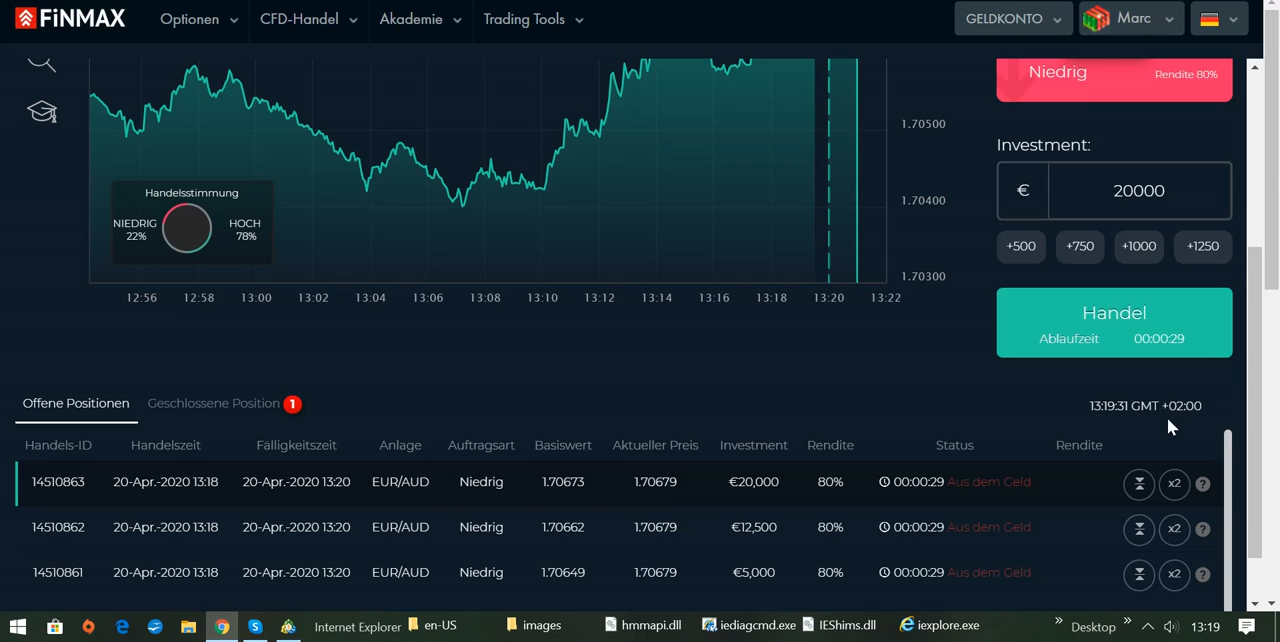 FiNMAX Optionen CFD-Handel Akademie Trading Tools GELDKONTO Marc
Niedrig Rendite 80%
1.70500
1.70400
1.70300
Handelsstimmung
NIEDRIG HOCH
22% 78%
12:56 12:58 13:00 13:02 13:04 13:06 13:08 13:10 13:12 13:14 13:16 13:18 13:20 13:22
Investment:
€ 20000
+500 +750 +1000 +1250
Handel
Ablaufzeit 00:00:29
Offene Positionen Geschlossene Position 1 13:19:31 GMT +02:00
Handels-ID Handelszeit Fälligkeitszeit Anlage Auftragsart Basiswert Aktueller Preis Investment Rendite Status Rendite
14510863 20-Apr.-2020 13:18 20-Apr.-2020 13:20 EUR/AUD Niedrig 1.70673 1.70679 €20,000 80% 00:00:29 Aus dem Geld x2 ?
14510862 20-Apr.-2020 13:18 20-Apr.-2020 13:20 EUR/AUD Niedrig 1.70662 1.70679 €12,500 80% 00:00:29 Aus dem Geld x2 ?
14510861 20-Apr.-2020 13:18 20-Apr.-2020 13:20 EUR/AUD Niedrig 1.70649 1.70679 €5,000 80% 00:00:29 Aus dem Geld x2 ?
Internet Explorer en-US images hmmapi.dll iediagcmd.exe IEShims.dll iexplore.exe » Desktop » 13:19